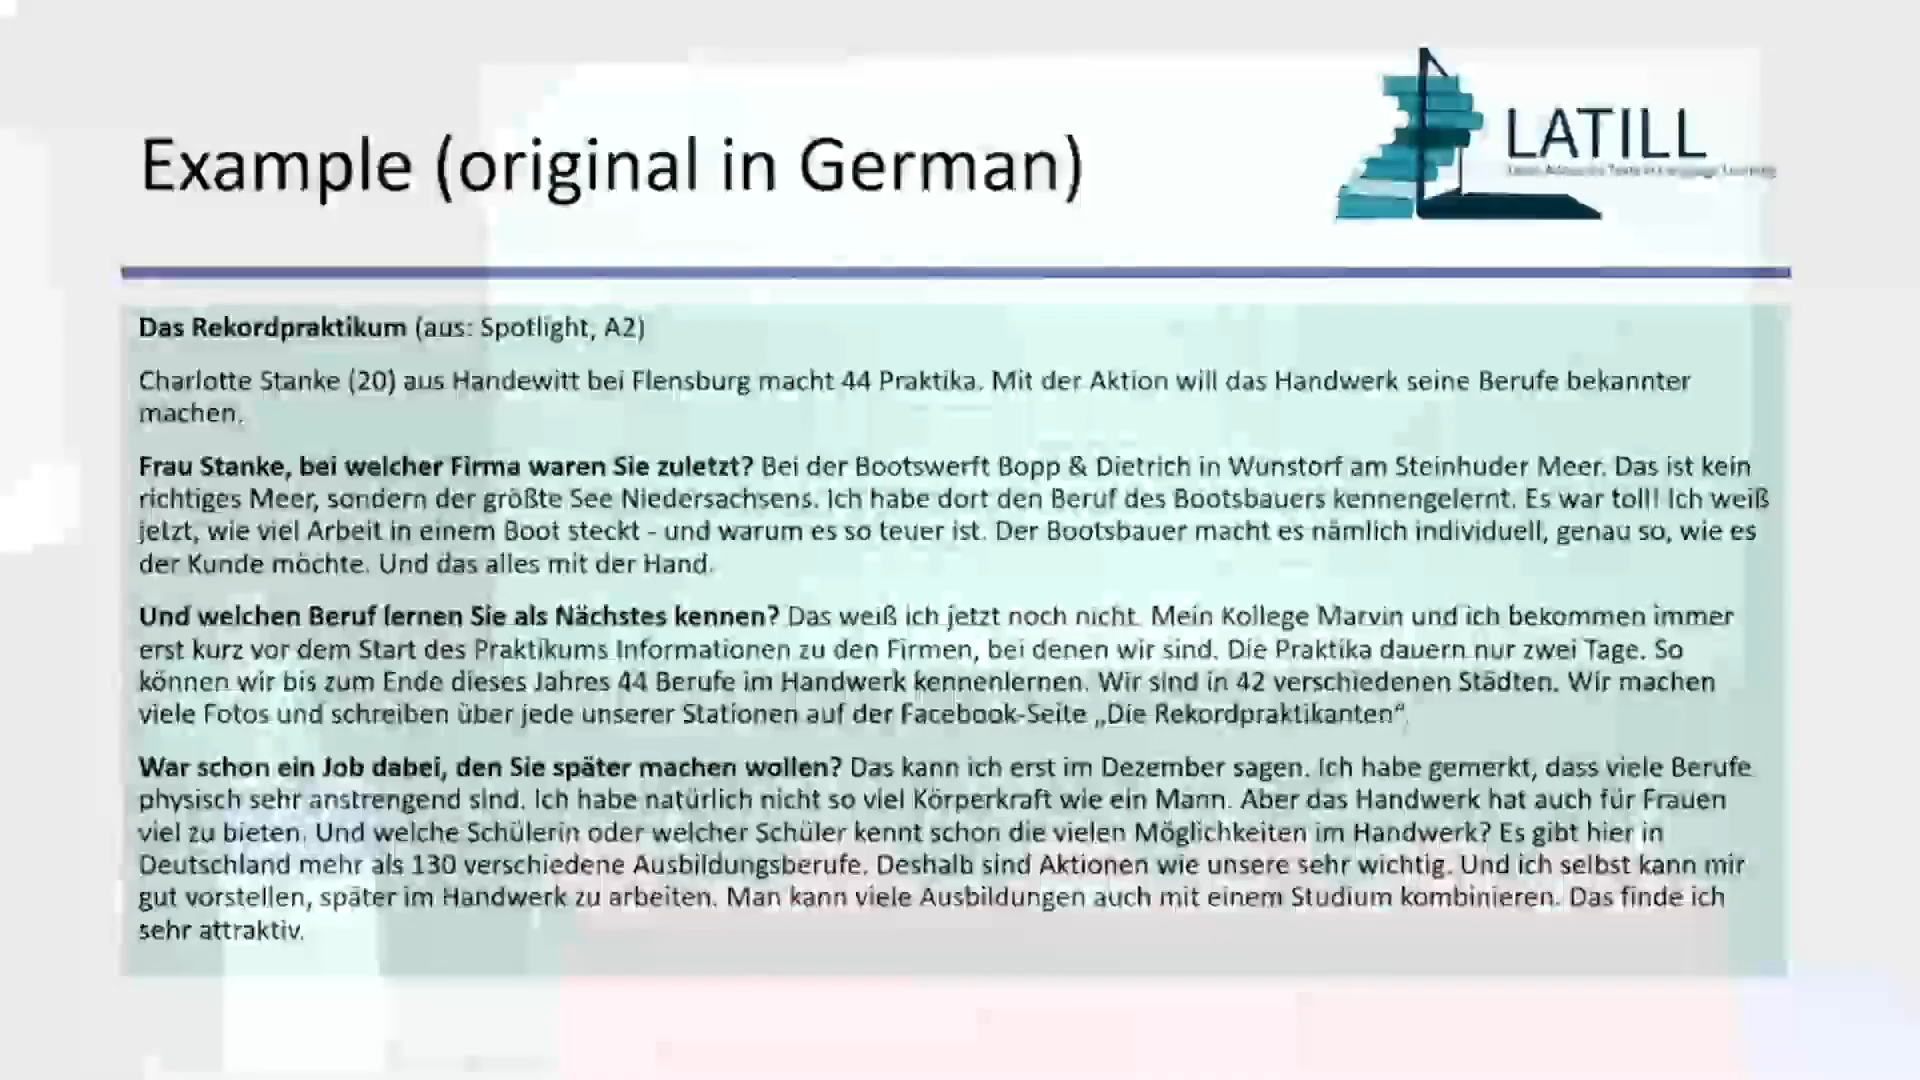 Example (original in German)
LATILL
Das Rekordpraktikum (aus: Spotlight, A2)
Charlotte Stanke (20) aus Handewitt bei Flensburg macht 44 Praktika. Mit der Aktion will das Handwerk seine Berufe bekannter
machen.
Frau Stanke, bei welcher Firma waren Sie zuletzt? Bei der Bootswerft Bopp & Dietrich in Wunstorf am Steinhuder Meer. Das ist kein
richtiges Meer, sondern der größte See Niedersachsens. Ich habe dort den Beruf des Bootsbauers kennengelernt. Es war toll! Ich weiß
jetzt, wie viel Arbeit in einem Boot steckt - und warum es so teuer ist. Der Bootsbauer macht es nämlich individuell, genau so, wie es
der Kunde möchte. Und das alles mit der Hand.
Und welchen Beruf lernen Sie als Nächstes kennen? Das weiß ich jetzt noch nicht. Mein Kollege Marvin und ich bekommen immer
erst kurz vor dem Start des Praktikums Informationen zu den Firmen, bei denen wir sind. Die Praktika dauern nur zwei Tage. So
können wir bis zum Ende dieses Jahres 44 Berufe im Handwerk kennenlernen. Wir sind in 42 verschiedenen Städten. Wir machen
viele Fotos und schreiben über jede unserer Stationen auf der Facebook-Seite „Die Rekordpraktikanten“.
War schon ein Job dabei, den Sie später machen wollen? Das kann ich erst im Dezember sagen. Ich habe gemerkt, dass viele Berufe
physisch sehr anstrengend sind. Ich habe natürlich nicht so viel Körperkraft wie ein Mann. Aber das Handwerk hat auch für Frauen
viel zu bieten. Und welche Schülerin oder welcher Schüler kennt schon die vielen Möglichkeiten im Handwerk? Es gibt hier in
Deutschland mehr als 130 verschiedene Ausbildungsberufe. Deshalb sind Aktionen wie unsere sehr wichtig. Und ich selbst kann mir
gut vorstellen, später im Handwerk zu arbeiten. Man kann viele Ausbildungen auch mit einem Studium kombinieren. Das finde ich
sehr attraktiv.